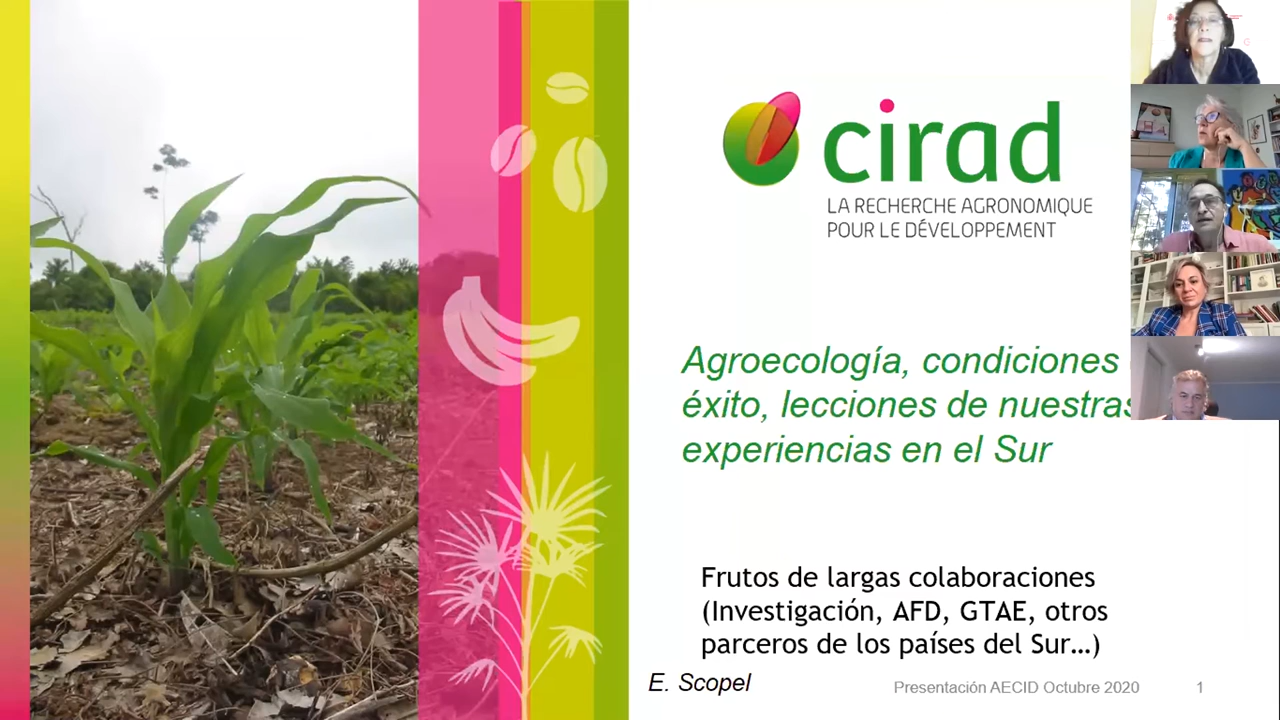 cirad
LA RECHERCHE AGRONOMIQUE
POUR LE DÉVELOPPEMENT
Agroecología, condiciones
éxito, lecciones de nuestras
experiencias en el Sur
Frutos de largas colaboraciones
(Investigación, AFD, GTAE, otros
parceros de los países del Sur…)
E. Scopel
Presentación AECID Octubre 2020
1